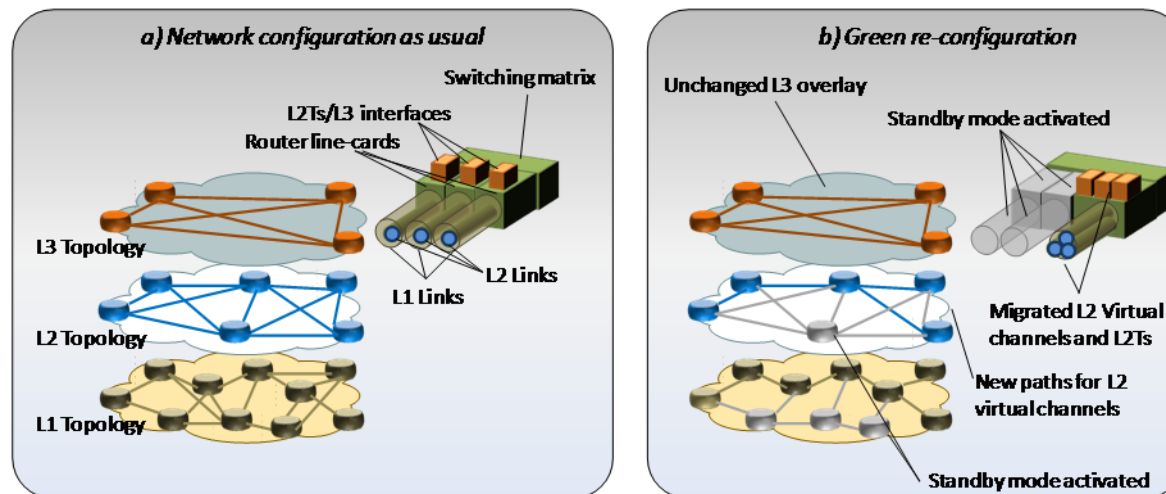 a) Network configuration as usual
Switching matrix
L2Ts/L3 interfaces
Router line-cards
L3 Topology
L2 Links
L1 Links
L2 Topology
L1 Topology
b) Green re-configuration
Unchanged L3 overlay
Standby mode activated
Migrated L2 Virtual
channels and L2Ts
New paths for L2
virtual channels
Standby mode activated